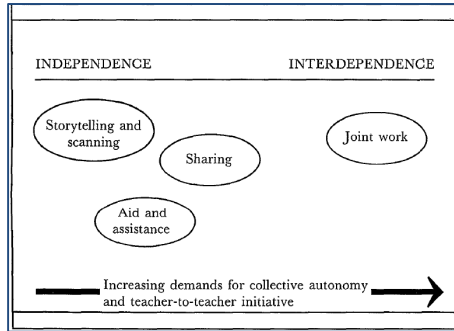 INDEPENDENCE
INTERDEPENDENCE
Storytelling and
scanning
Sharing
Joint work
Aid and
assistance
Increasing demands for collective autonomy
and teacher-to-teacher initiative